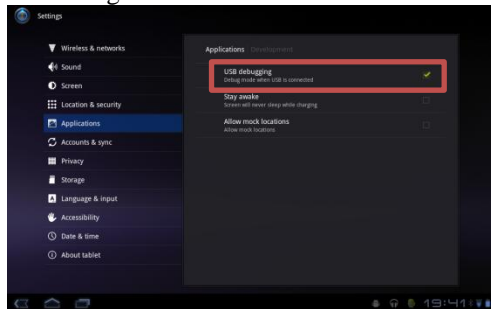 Settings
Wireless & networks
Sound
Screen
Location & security
Applications
Accounts & sync
Privacy
Storage
Language & input
Accessibility
Date & time
About tablet
Applications Development
USB debugging
Debug mode when USB is connected
Stay awake
Screen will never sleep while charging
Allow mock locations
Allow mock locations
19:41